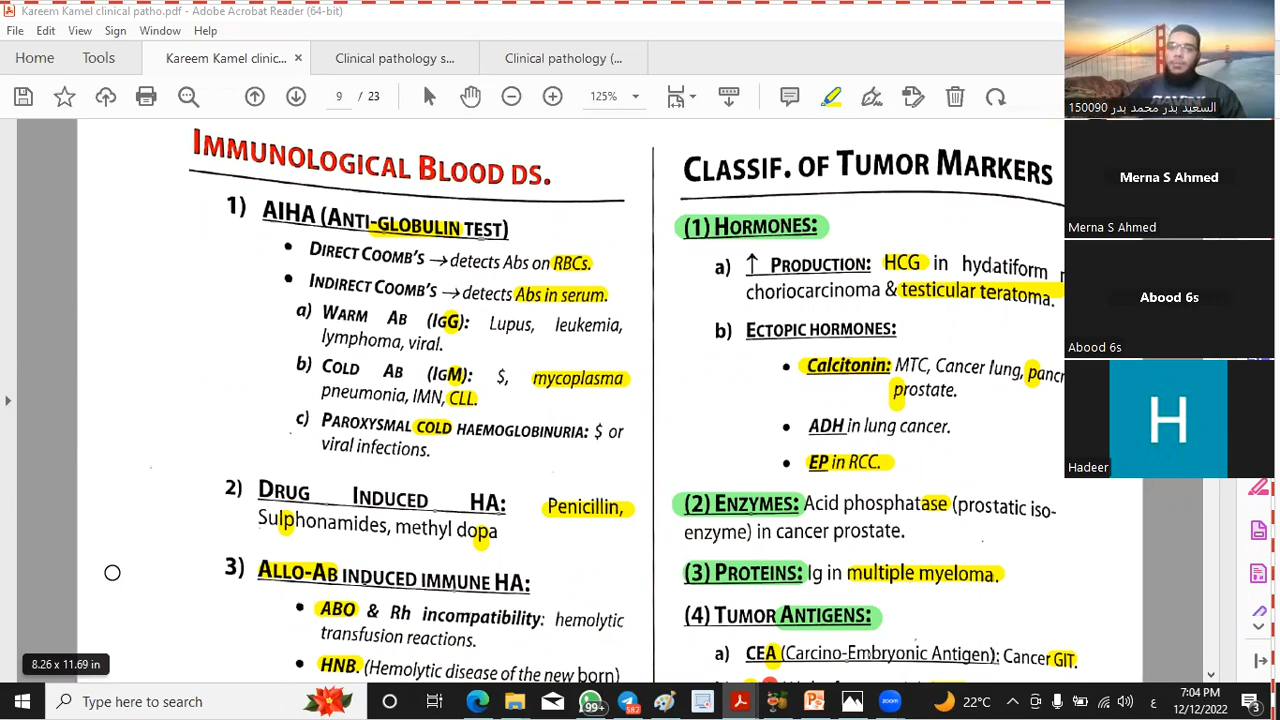 Kareem Kamel clinical patho.pdf - Adobe Acrobat Reader (64-bit)
File Edit View Sign Window Help
Home Tools Kareem Kamel clinic... × Clinical pathology s... Clinical pathology (...
9 / 23 125%
IMMUNOLOGICAL BLOOD DS.
1) AIHA (ANTI-GLOBULIN TEST)
• DIRECT COOMB'S → detects Abs on RBCs.
• INDIRECT COOMB'S → detects Abs in serum.
a) WARM AB (IGG): Lupus, leukemia,
lymphoma, viral.
b) COLD AB (IGM): $, mycoplasma
pneumonia, IMN, CLL.
c) PAROXYSMAL COLD HAEMOGLOBINURIA: $ or
viral infections.
2) DRUG INDUCED HA: Penicillin,
Sulphonamides, methyl dopa
3) ALLO-AB INDUCED IMMUNE HA:
• ABO & Rh incompatibility: hemolytic
transfusion reactions.
• HNB. (Hemolytic disease of the new born)
CLASSIF. OF TUMOR MARKERS
(1) HORMONES:
a) ↑ PRODUCTION: HCG in hydatiform
choriocarcinoma & testicular teratoma.
b) ECTOPIC HORMONES:
• Calcitonin: MTC, Cancer lung, pancr
prostate.
• ADH in lung cancer.
• EP in RCC.
(2) ENZYMES: Acid phosphatase (prostatic iso-
enzyme) in cancer prostate.
(3) PROTEINS: Ig in multiple myeloma.
(4) TUMOR ANTIGENS:
a) CEA (Carcino-Embryonic Antigen): Cancer GIT.
السعيد بدر محمد بدر 150090
Merna S Ahmed
Merna S Ahmed
Abood 6s
Abood 6s
H
Hadeer
8.26 x 11.69 in
Type here to search
99+
582
zoom
22°C
ع
7:04 PM
12/12/2022
3